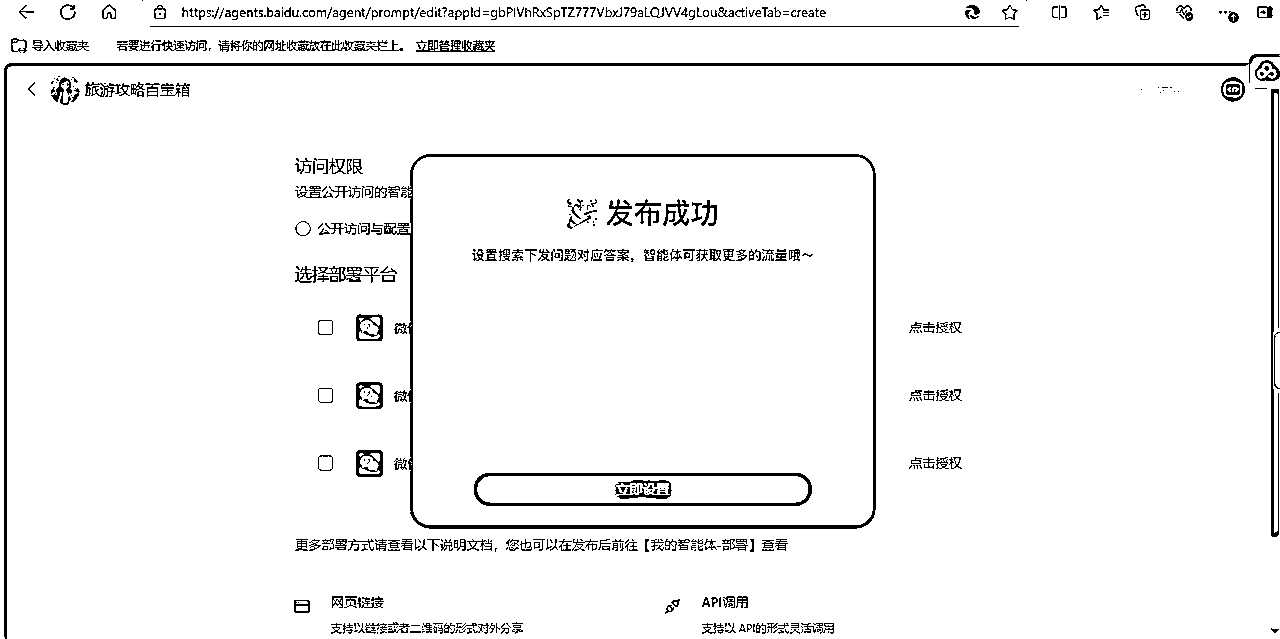 https://agents.baidu.com/agent/prompt/edit?appId=gbPIVhRxSpTZ777VbxJ79aLQJVV4gLou&activeTab=create
导入收藏夹 若要进行快速访问，请将你的网址收藏放在此收藏夹栏上。 立即管理收藏夹
旅游攻略百宝箱
访问权限
设置公开访问的智能
公开访问与配置
选择部署平台
微信 点击授权
微信 点击授权
微信 点击授权
发布成功
设置搜索下发问题对应答案，智能体可获取更多的流量哦～
立即设置
更多部署方式请查看以下说明文档，您也可以在发布后前往【我的智能体-部署】查看
网页链接
支持以链接或者二维码的形式对外分享
API调用
支持以 API的形式灵活调用